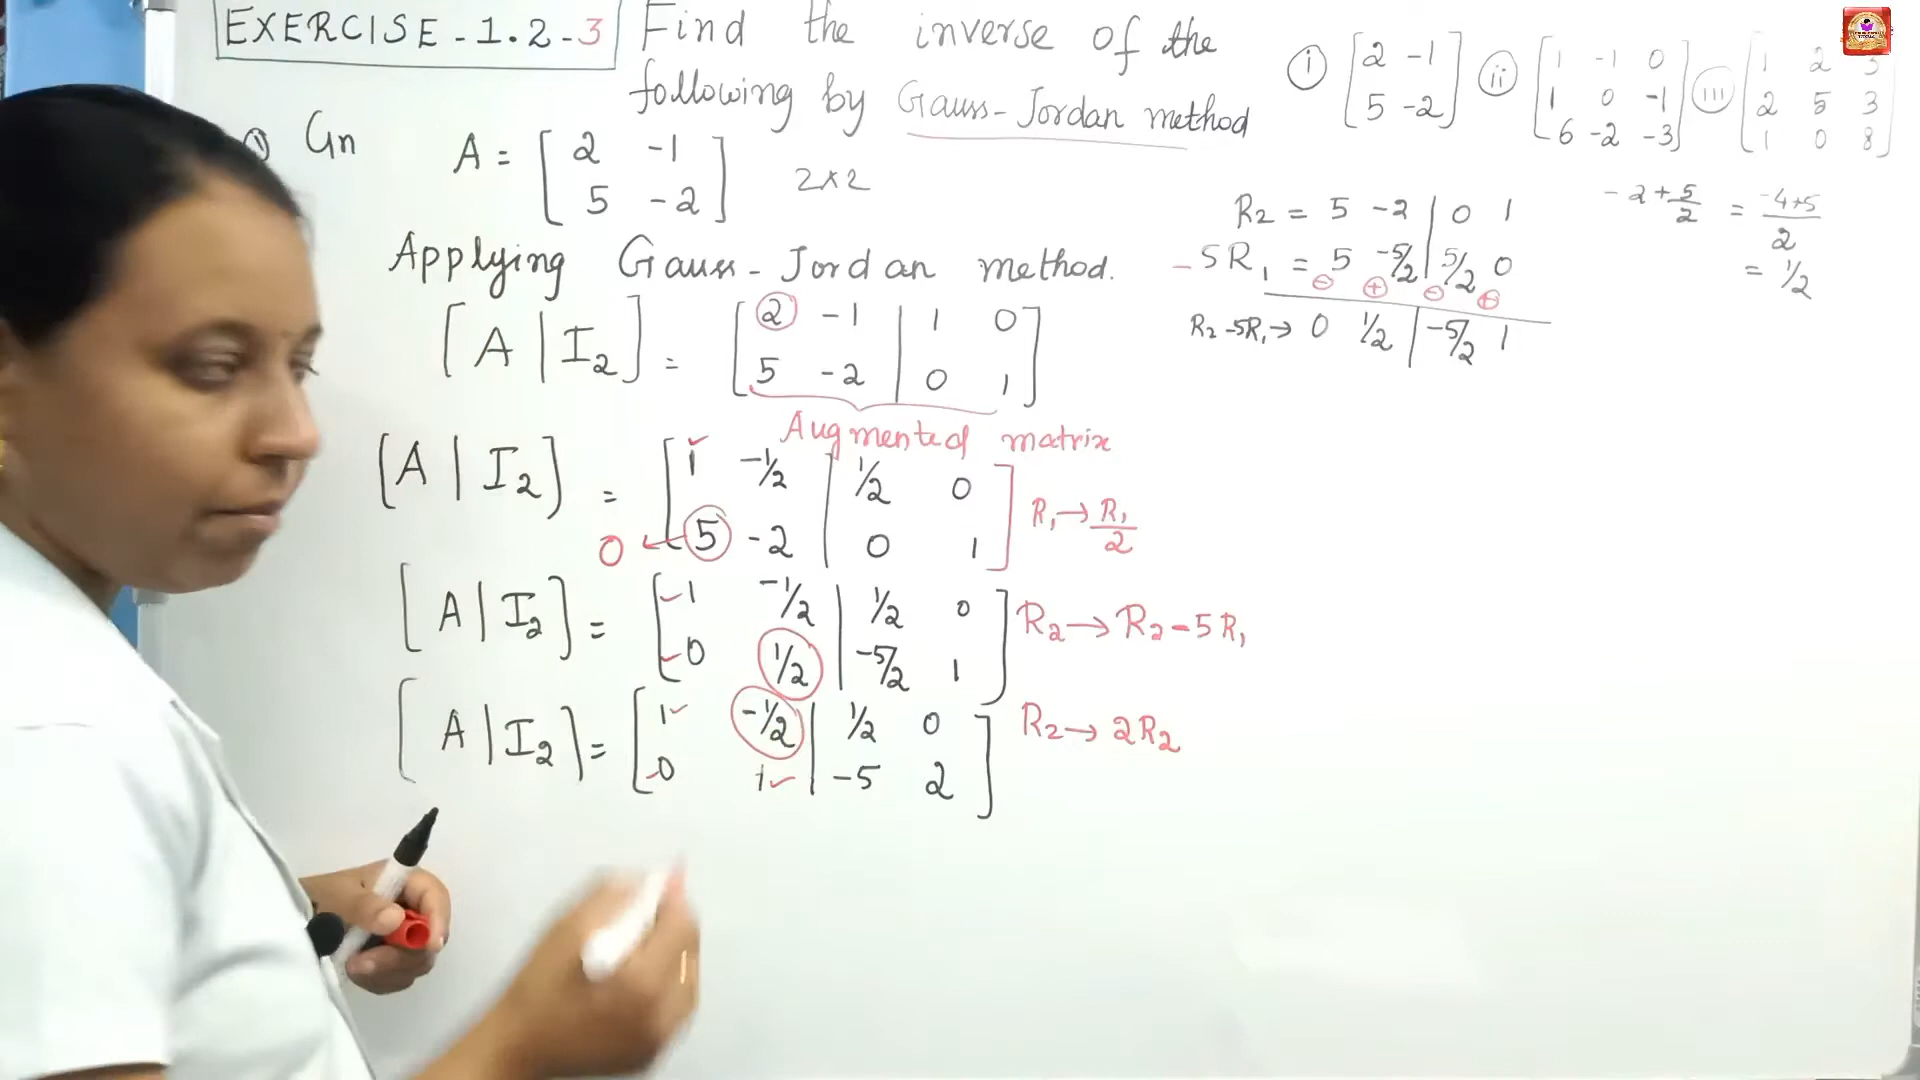 EXERCISE - 1.2 - 3 Find the inverse of the
following by Gauss-Jordan method
(i) [2 -1
5 -2] (ii) [1 -1 0
1 0 -1
6 -2 -3] (iii) [1 2 3
2 5 3
1 0 8]
Gn A = [2 -1
5 -2] 2×2
Applying Gauss-Jordan method.
[A | I2] = [2 -1 | 1 0
5 -2 | 0 1]
Augmented matrix
[A | I2] = [1 -1/2 | 1/2 0
0 ← 5 -2 | 0 1] R1 → R1/2
[A | I2] = [1 -1/2 | 1/2 0
0 1/2 | -5/2 1] R2 → R2 - 5R1
[A | I2] = [1 -1/2 | 1/2 0
0 1 | -5 2] R2 → 2R2
R2 = 5 -2 | 0 1
- 5R1 = 5 -5/2 | 5/2 0
⊖ ⊕ ⊖ ⊕
R2 - 5R1 → 0 1/2 | -5/2 1
-2 + 5/2 = -4+5/2
= 1/2